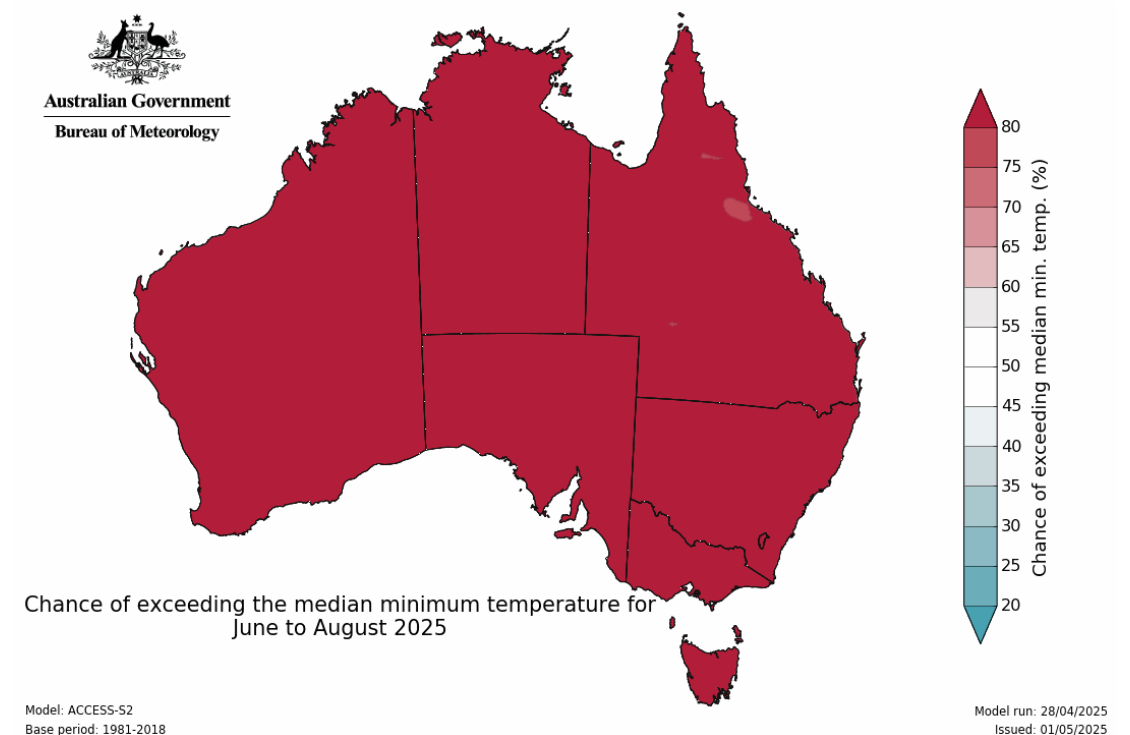 Australian Government
Bureau of Meteorology
80
75
70
65
60
55
50
45
40
35
30
25
20
Chance of exceeding median min. temp. (%)
Chance of exceeding the median minimum temperature for
June to August 2025
Model: ACCESS-S2
Base period: 1981-2018
Model run: 28/04/2025
Issued: 01/05/2025